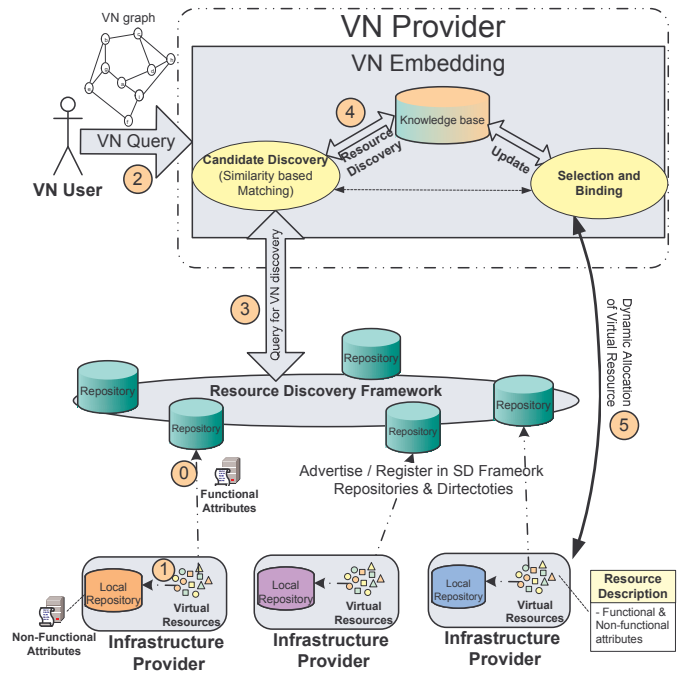 VN graph
VN Provider
VN Embedding
VN User
VN Query
2
4
Knowledge base
Resource
Discovery
Update
Candidate Discovery
(Similarity based
Matching)
Selection and
Binding
3
Query for VN discovery
Dynamic Allocation
of Virtual Resource
5
Repository
Repository
Resource Discovery Framework
Repository
Repository
Repository
0
Functional
Attributes
Advertise / Register in SD Frameork
Repositories & Dirtectoties
1
Local
Repository
Virtual
Resources
Non-Functional
Attributes
Infrastructure
Provider
Local
Repository
Virtual
Resources
Infrastructure
Provider
Local
Repository
Virtual
Resources
Infrastructure
Provider
Resource
Description
- Functional &
Non-functional
attributes